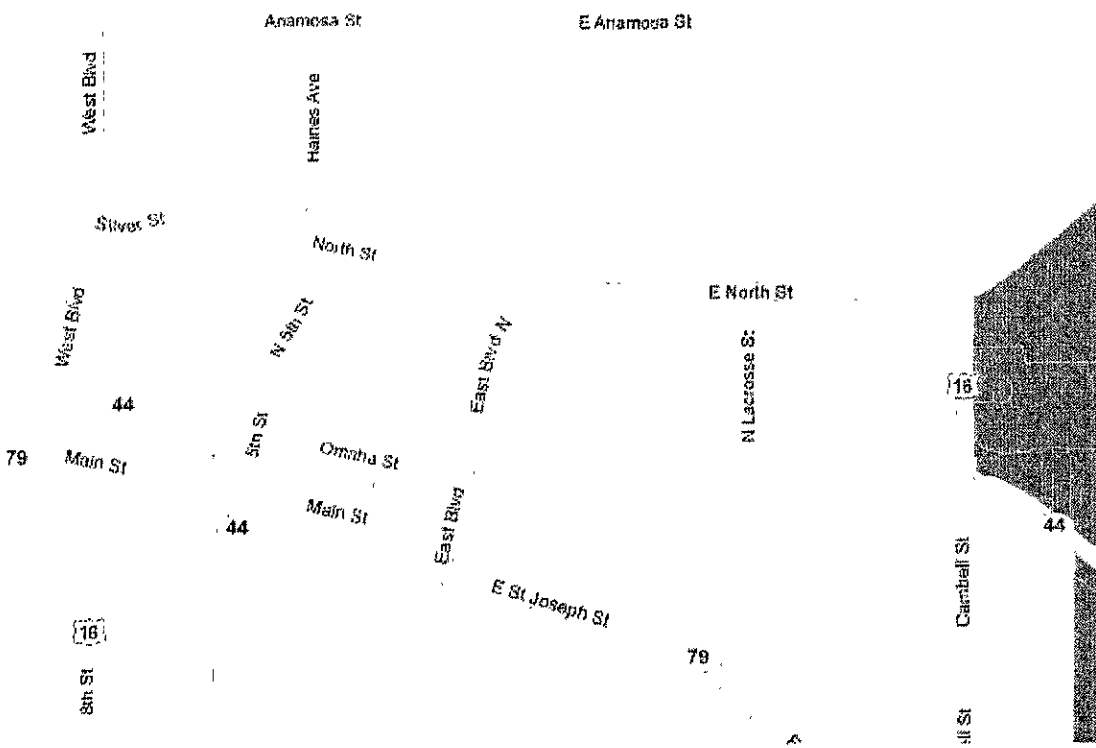 Anamosa St
E Anamosa St
West Blvd
Haines Ave
Silver St
North St
E North St
West Blvd
N 5th St
East Blvd N
N Lacrosse St
16
44
5th St
Omaha St
79
Main St
Main St
44
East Blvd
44
Cambell St
E St Joseph St
16
79
8th St
ell St